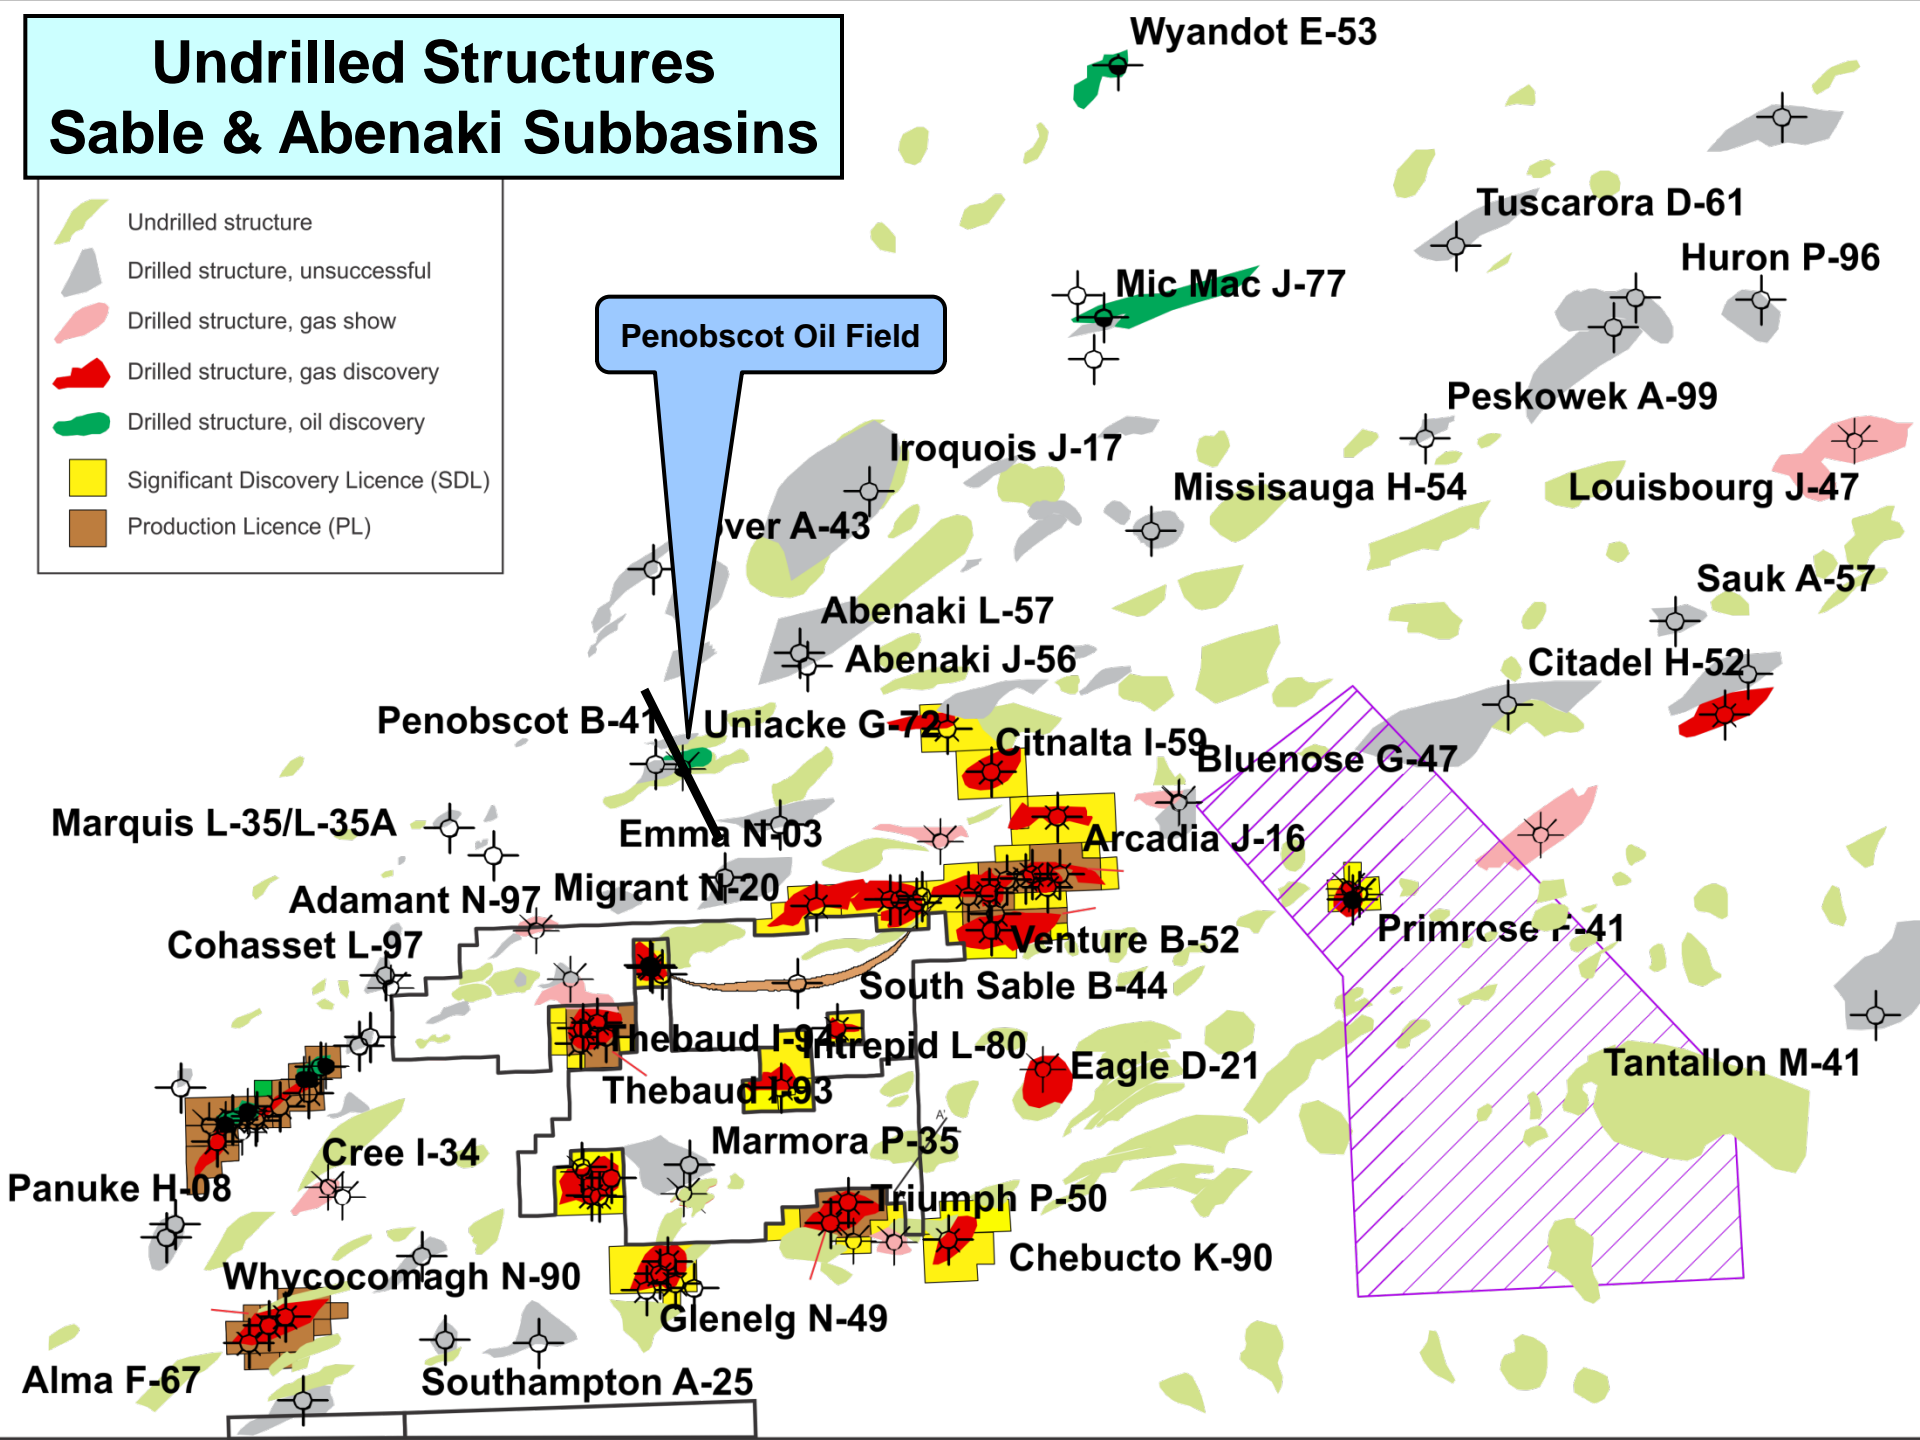 Undrilled Structures
Sable & Abenaki Subbasins
Undrilled structure
Drilled structure, unsuccessful
Drilled structure, gas show
Drilled structure, gas discovery
Drilled structure, oil discovery
Significant Discovery Licence (SDL)
Production Licence (PL)
Wyandot E-53
Tuscarora D-61
Huron P-96
Mic Mac J-77
Penobscot Oil Field
Peskowek A-99
Iroquois J-17
Missisauga H-54
Louisbourg J-47
ver A-43
Sauk A-57
Abenaki L-57
Abenaki J-56
Citadel H-52
Penobscot B-41
Uniacke G-72
Citnalta I-59
Bluenose G-47
Marquis L-35/L-35A
Emma N-03
Arcadia J-16
Migrant N-20
Adamant N-97
Primrose F-41
Cohasset L-97
Venture B-52
South Sable B-44
Thebaud I-94
Intrepid L-80
Eagle D-21
Tantallon M-41
Thebaud I-93
A'
Marmora P-35
Cree I-34
Panuke H-08
Triumph P-50
Chebucto K-90
Whycocomagh N-90
Glenelg N-49
Alma F-67
Southampton A-25